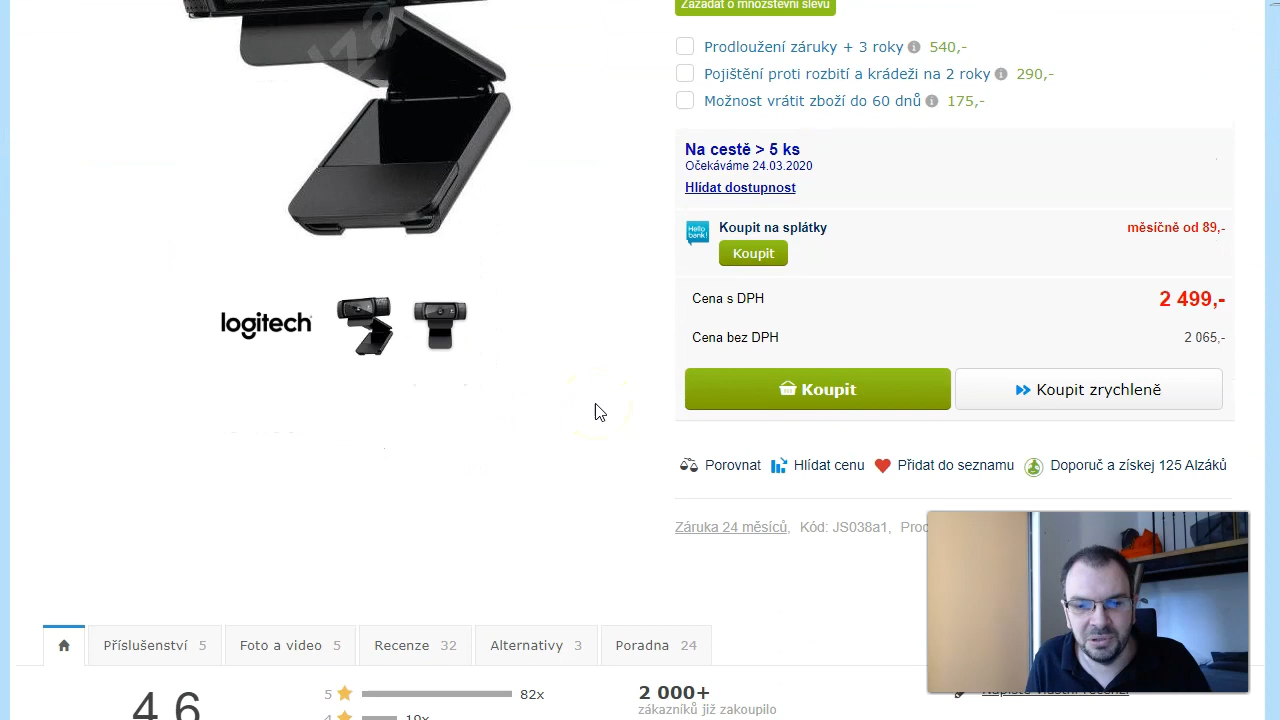 Zažádat o množstevní slevu
Prodloužení záruky + 3 roky 540,-
Pojištění proti rozbití a krádeži na 2 roky 290,-
Možnost vrátit zboží do 60 dnů 175,-
Na cestě > 5 ks
Očekáváme 24.03.2020
Hlídat dostupnost
Hello bank!
Koupit na splátky
měsíčně od 89,-
Koupit
Cena s DPH 2 499,-
Cena bez DPH 2 065,-
Koupit
Koupit zrychleně
logitech
Porovnat
Hlídat cenu
Přidat do seznamu
Doporuč a získej 125 Alzáků
Záruka 24 měsíců, Kód: JS038a1,
Příslušenství 5
Foto a video 5
Recenze 32
Alternativy 3
Poradna 24
4,6
5 82x
4 19x
2 000+
zákazníků již zakoupilo